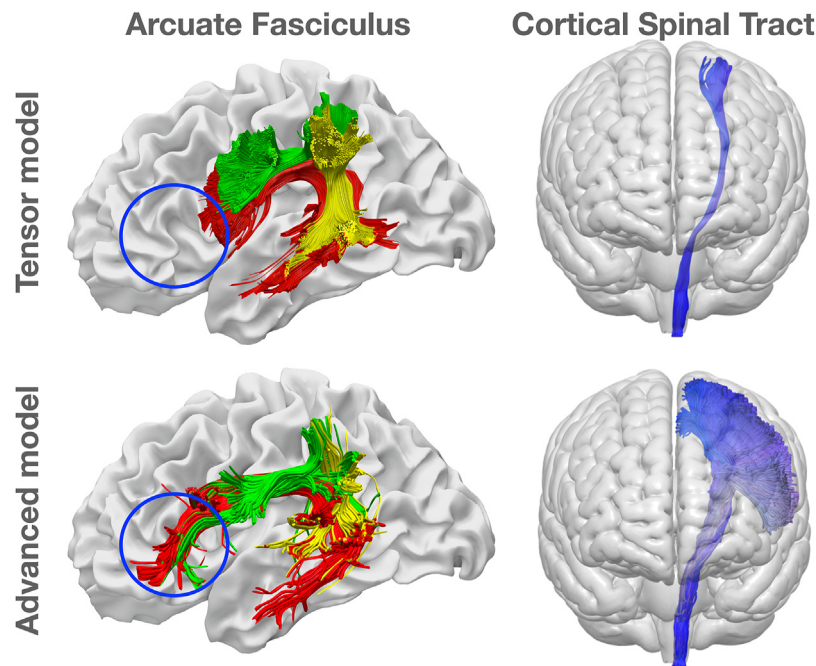 Arcuate Fasciculus
Cortical Spinal Tract
Tensor model
Advanced model